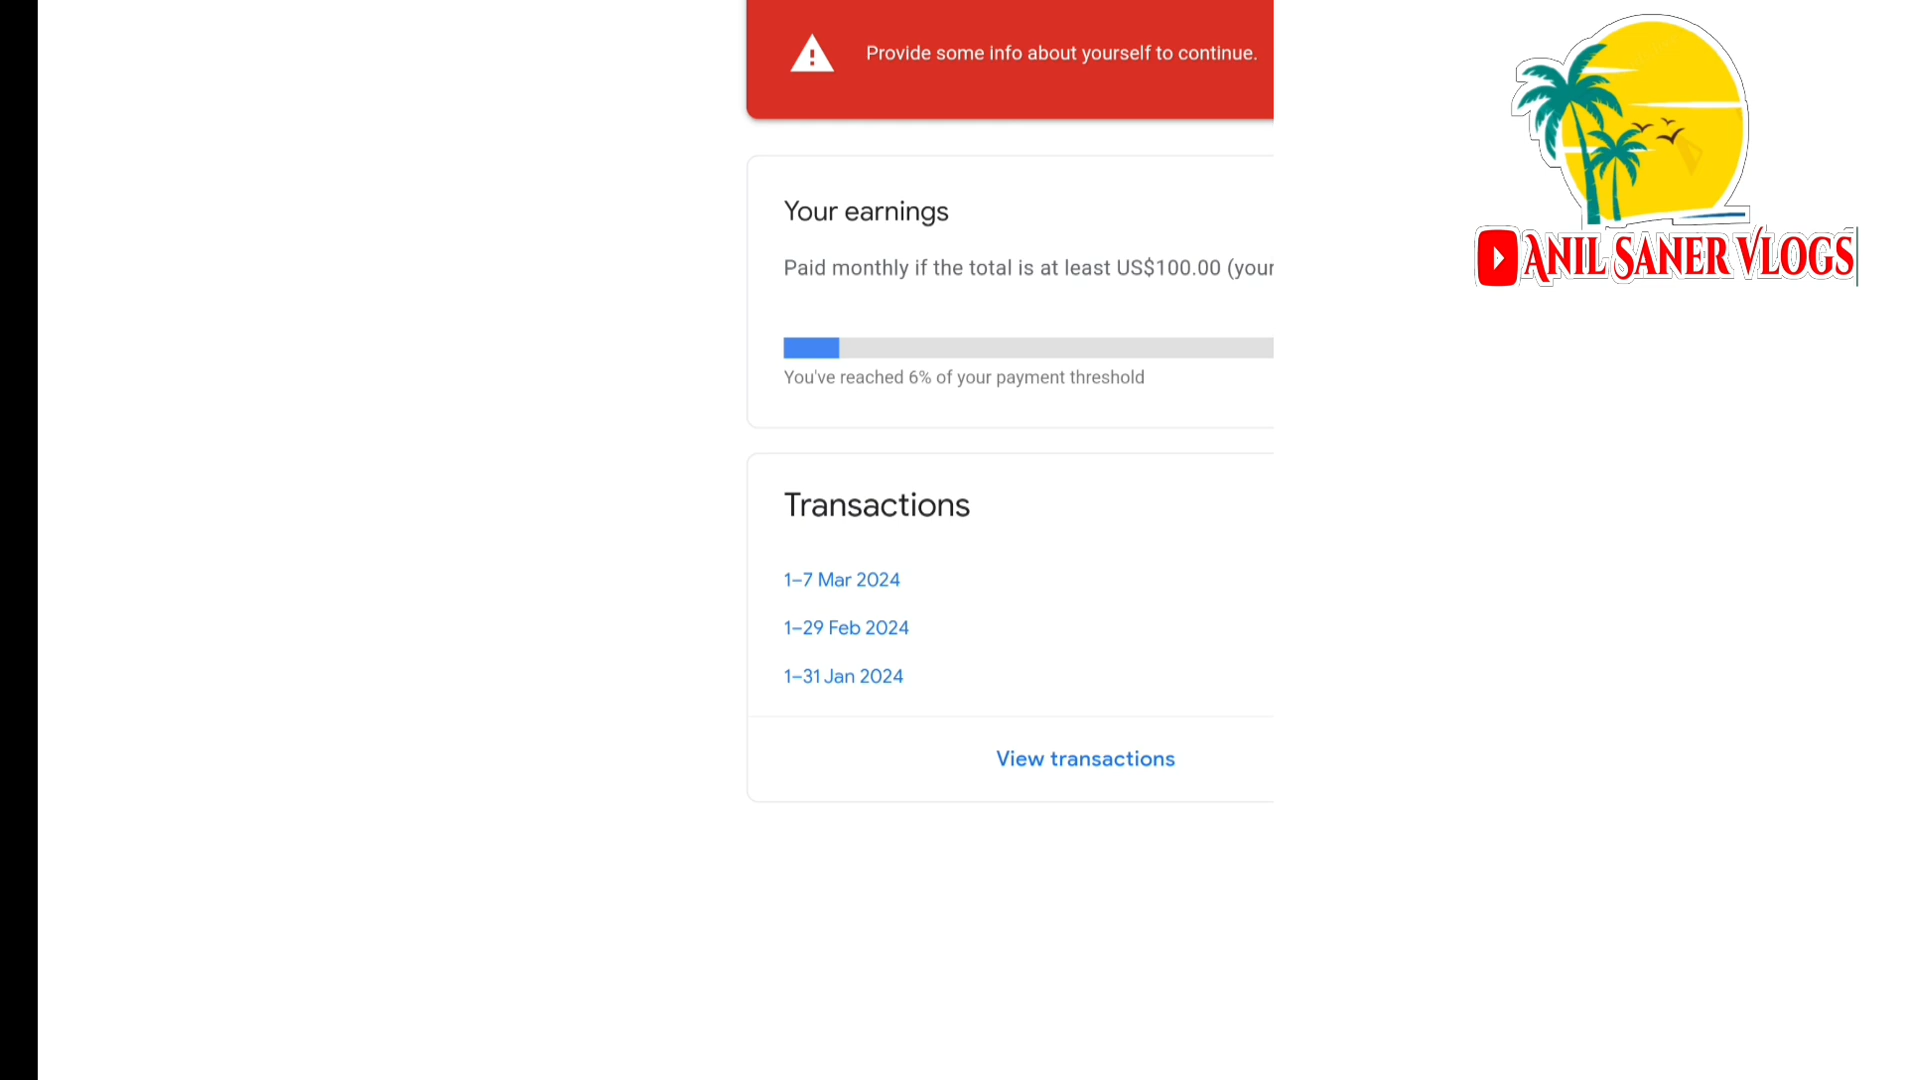 Provide some info about yourself to continue.
Your earnings
Paid monthly if the total is at least US$100.00 (your
You've reached 6% of your payment threshold
Transactions
1–7 Mar 2024
1–29 Feb 2024
1–31 Jan 2024
View transactions
ANIL SANER VLOGS